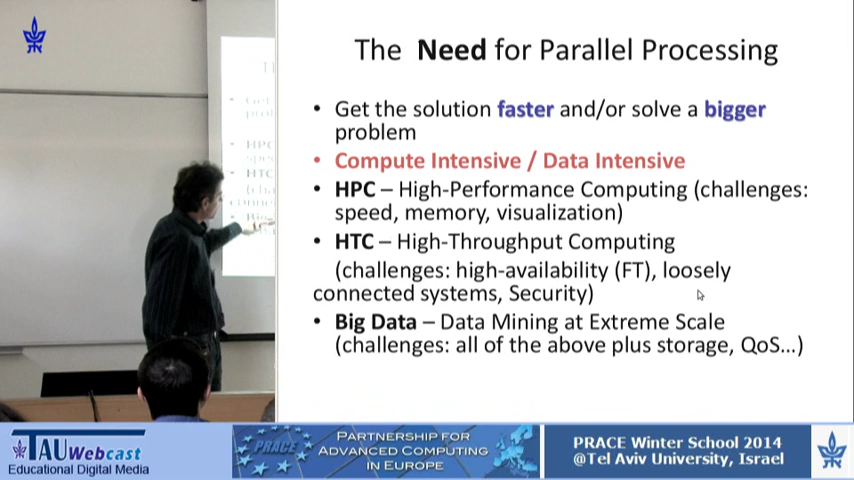 The Need for Parallel Processing
• Get the solution faster and/or solve a bigger
problem
• Compute Intensive / Data Intensive
• HPC – High-Performance Computing (challenges:
speed, memory, visualization)
• HTC – High-Throughput Computing
(challenges: high-availability (FT), loosely
connected systems, Security)
• Big Data – Data Mining at Extreme Scale
(challenges: all of the above plus storage, QoS...)
TAU Webcast
Educational Digital Media
PRACE
PARTNERSHIP FOR
ADVANCED COMPUTING
IN EUROPE
PRACE Winter School 2014
@Tel Aviv University, Israel